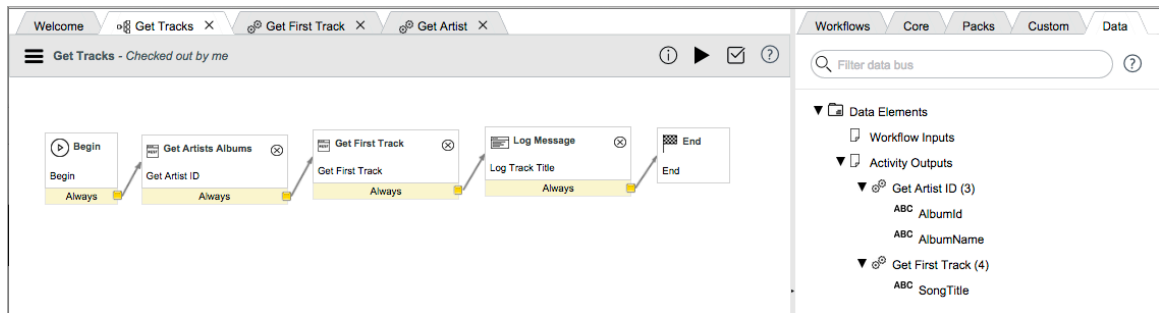 Welcome
Get Tracks
Get First Track
Get Artist
Get Tracks - Checked out by me
Begin
Begin
Always
POST
Get Artists Albums
Get Artist ID
Always
POST
Get First Track
Get First Track
Always
Log Message
Log Track Title
Always
End
End
Workflows
Core
Packs
Custom
Data
Filter data bus
Data Elements
Workflow Inputs
Activity Outputs
Get Artist ID (3)
ABC AlbumId
ABC AlbumName
Get First Track (4)
ABC SongTitle